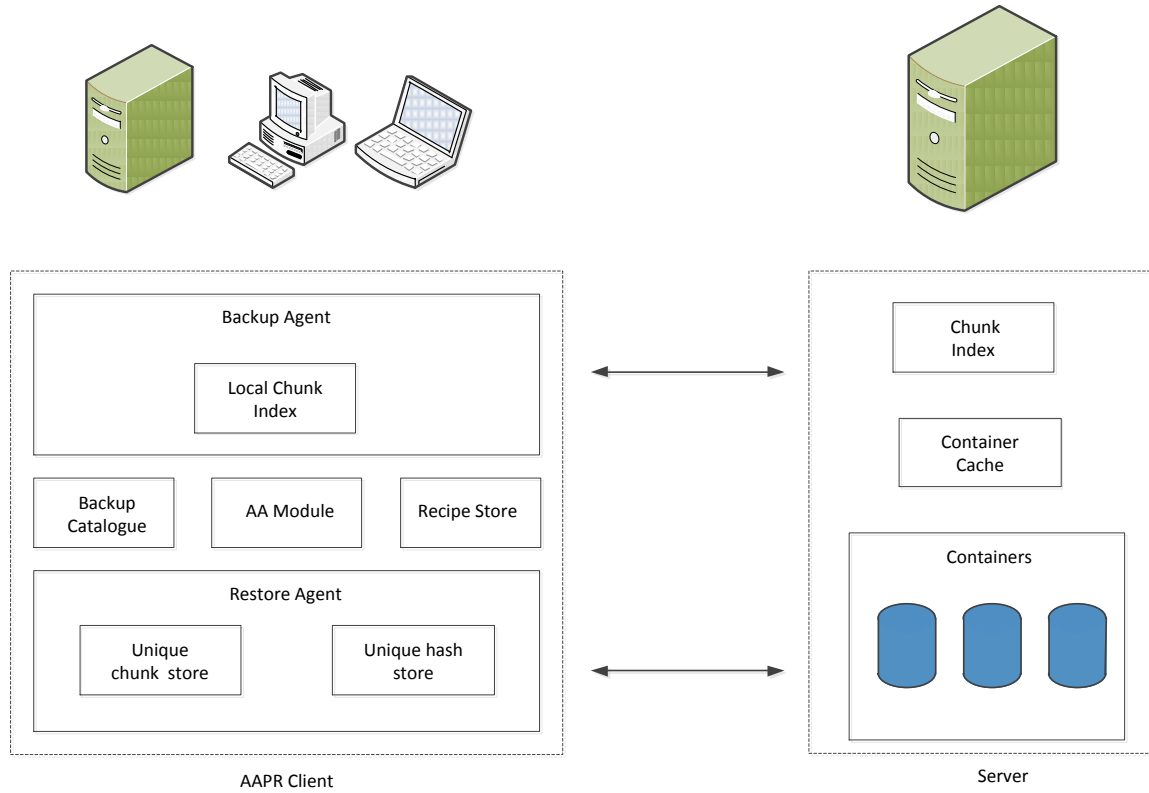 Backup Agent
Local Chunk
Index
Backup
Catalogue
AA Module
Recipe Store
Restore Agent
Unique
chunk store
Unique hash
store
AAPR Client
Chunk
Index
Container
Cache
Containers
Server